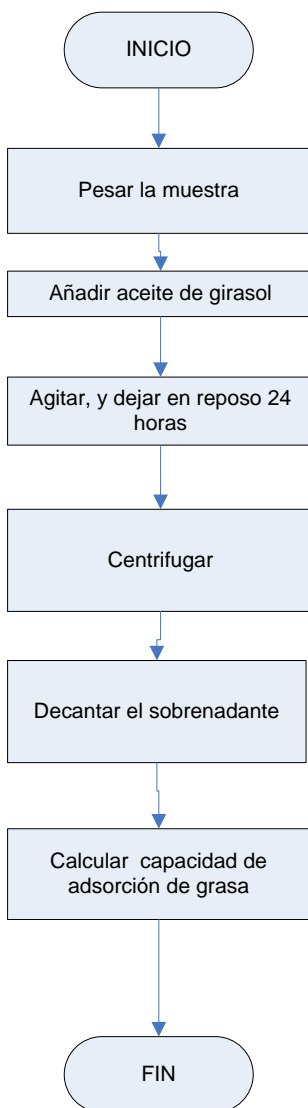 INICIO
Pesar la muestra
Añadir aceite de girasol
Agitar, y dejar en reposo 24
horas
Centrifugar
Decantar el sobrenadante
Calcular capacidad de
adsorción de grasa
FIN